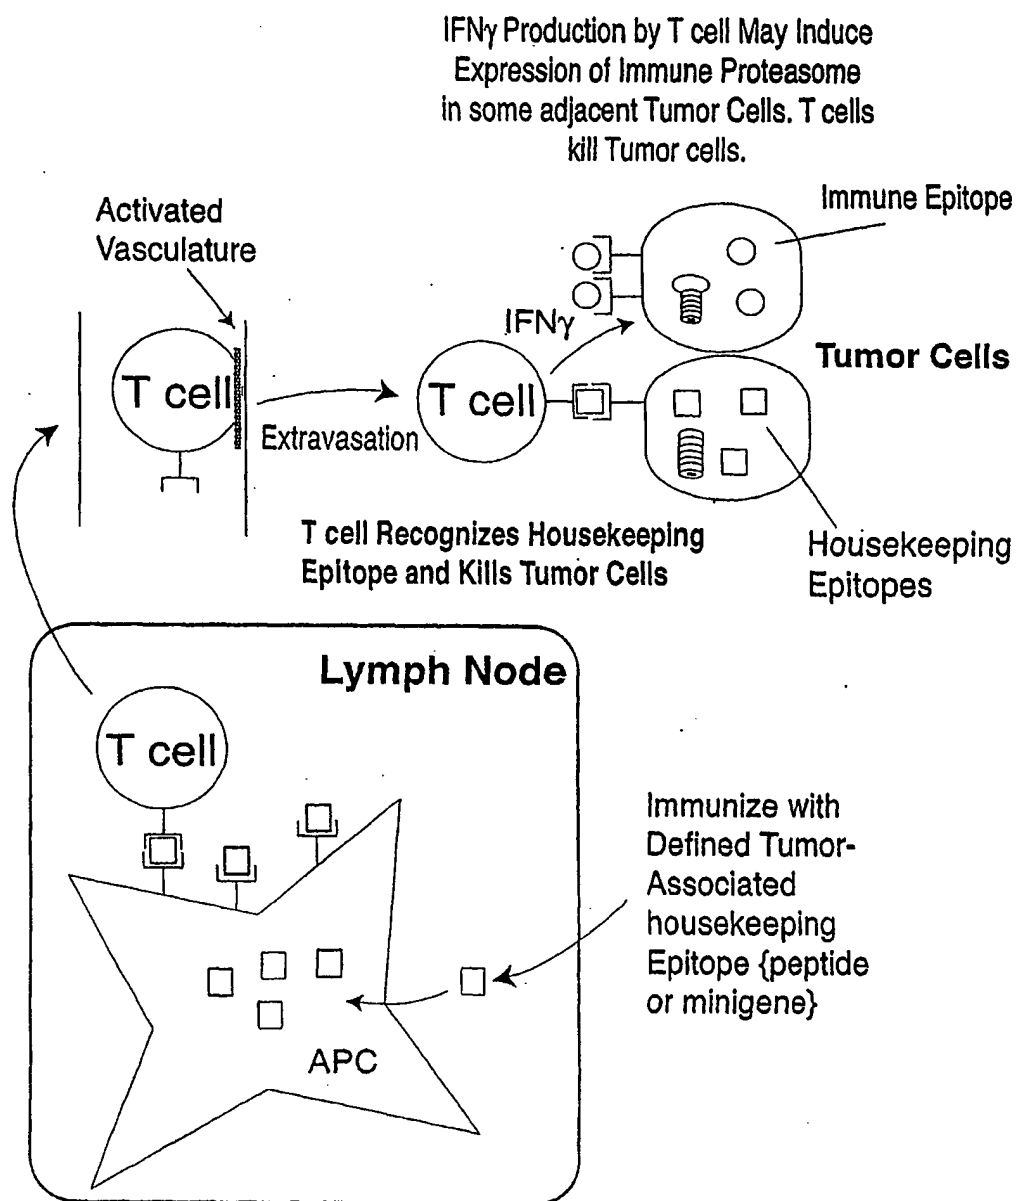 IFNγ Production by T cell May Induce
Expression of Immune Proteasome
in some adjacent Tumor Cells. T cells
kill Tumor cells.
Activated
Vasculature
Immune Epitope
IFNγ
Tumor Cells
T cell
T cell
Extravasation
T cell Recognizes Housekeeping
Epitope and Kills Tumor Cells
Housekeeping
Epitopes
Lymph Node
T cell
Immunize with
Defined Tumor-
Associated
housekeeping
Epitope {peptide
or minigene}
APC